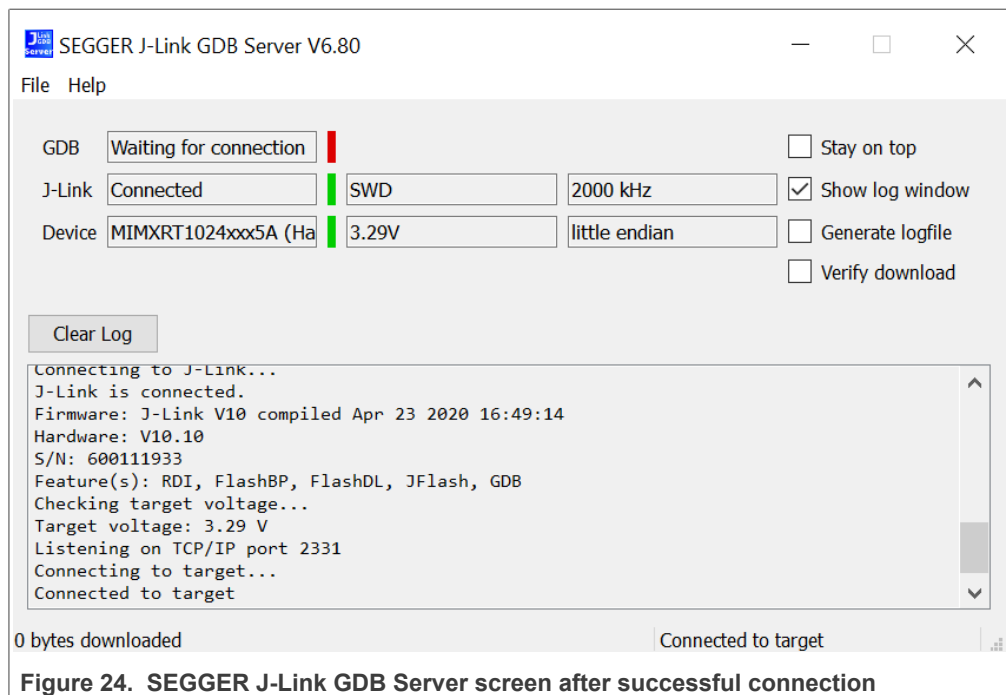 J-Link GDB Server
SEGGER J-Link GDB Server V6.80
File Help
GDB Waiting for connection Stay on top
J-Link Connected SWD 2000 kHz Show log window
Device MIMXRT1024xxx5A (Ha 3.29V little endian Generate logfile
Verify download
Clear Log
Connecting to J-Link...
J-Link is connected.
Firmware: J-Link V10 compiled Apr 23 2020 16:49:14
Hardware: V10.10
S/N: 600111933
Feature(s): RDI, FlashBP, FlashDL, JFlash, GDB
Checking target voltage...
Target voltage: 3.29 V
Listening on TCP/IP port 2331
Connecting to target...
Connected to target
0 bytes downloaded Connected to target
Figure 24. SEGGER J-Link GDB Server screen after successful connection